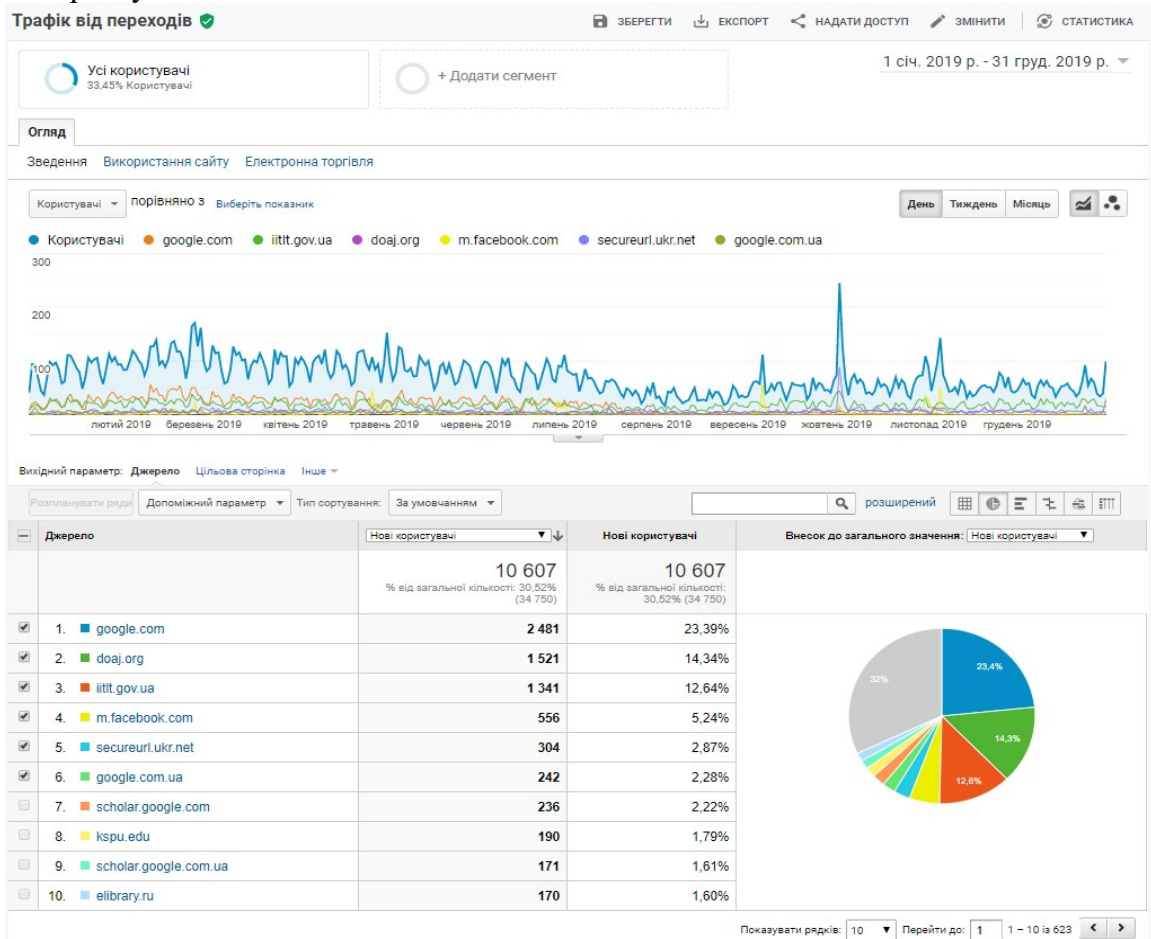 Трафік від переходів
ЗБЕРЕГТИ ЕКСПОРТ НАДАТИ ДОСТУП ЗМІНИТИ СТАТИСТИКА
Усі користувачі
33,45% Користувачі
+ Додати сегмент
1 січ. 2019 р. - 31 груд. 2019 р.
Огляд
Зведення Використання сайту Електронна торгівля
Користувачі порівняно з Виберіть показник
День Тиждень Місяць
Користувачі google.com iitlt.gov.ua doaj.org m.facebook.com secureurl.ukr.net google.com.ua
300
200
100
лютий 2019 березень 2019 квітень 2019 травень 2019 червень 2019 липень 2019 серпень 2019 вересень 2019 жовтень 2019 листопад 2019 грудень 2019
Вихідний параметр: Джерело Цільова сторінка Інше
Розпланувати ряди Допоміжний параметр Тип сортування: За умовчанням розширений
Джерело Нові користувачі Нові користувачі Внесок до загального значення: Нові користувачі
10 607 10 607
% від загальної кількості: 30,52% % від загальної кількості:
(34 750) 30,52% (34 750)
1. google.com 2 481 23,39%
2. doaj.org 1 521 14,34%
3. iitlt.gov.ua 1 341 12,64%
4. m.facebook.com 556 5,24%
5. secureurl.ukr.net 304 2,87%
6. google.com.ua 242 2,28%
7. scholar.google.com 236 2,22%
8. kspu.edu 190 1,79%
9. scholar.google.com.ua 171 1,61%
10. elibrary.ru 170 1,60%
32% 23,4%
14,3%
12,6%
Показувати рядків: 10 Перейти до: 1 1 – 10 із 623